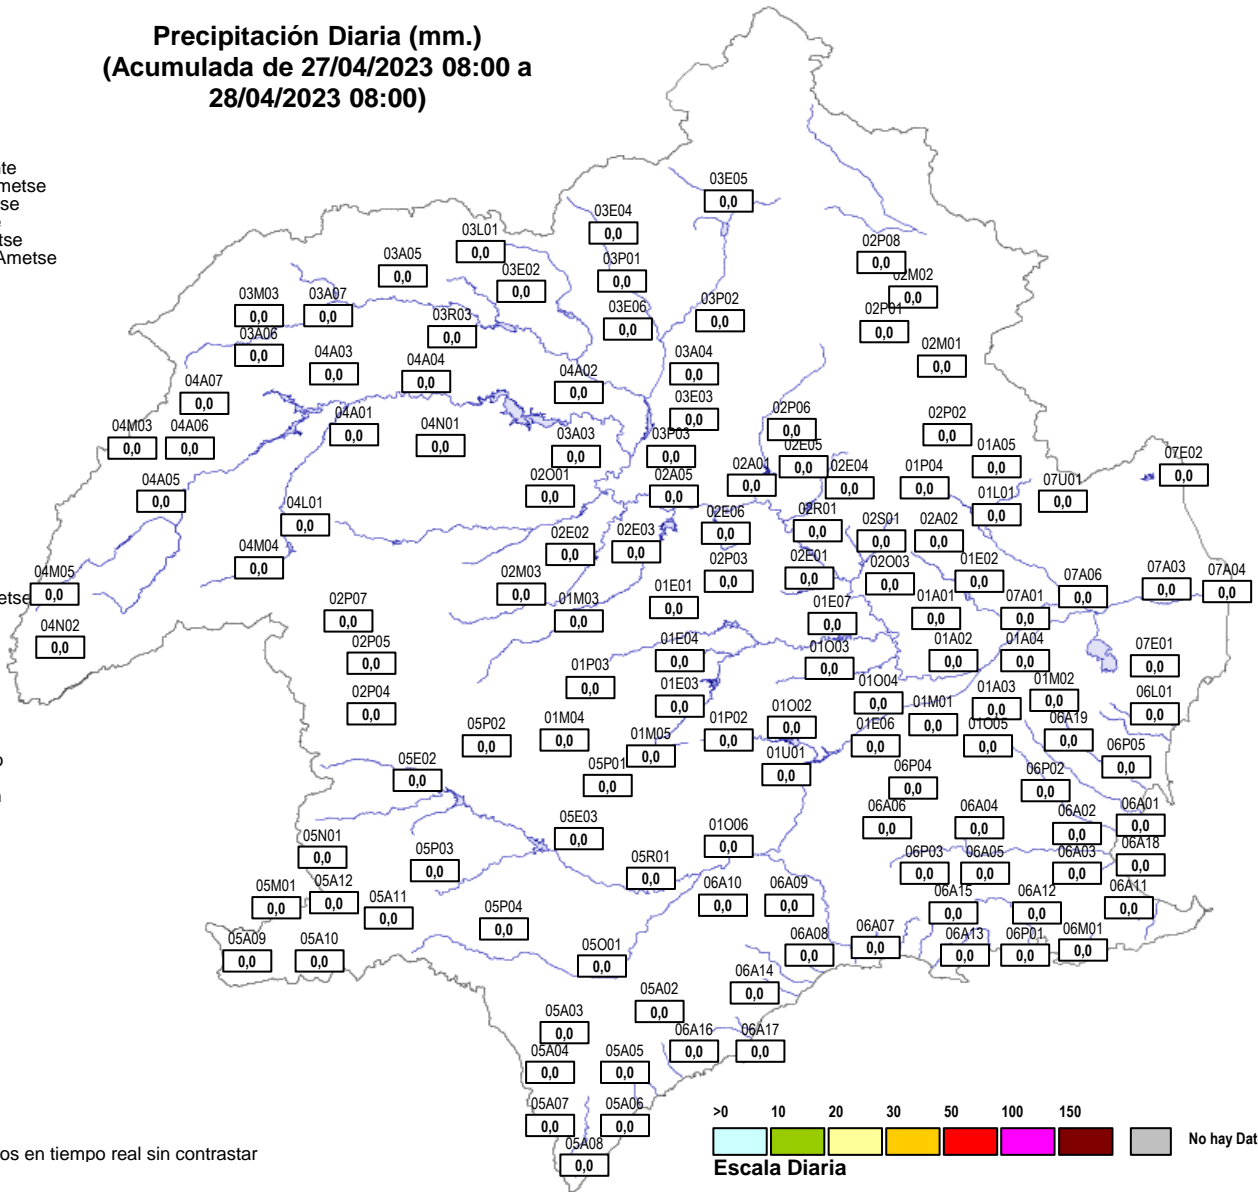 Precipitación Diaria (mm.)
(Acumulada de 27/04/2023 08:00 a
28/04/2023 08:00)
03E05
0,0
03E04
0,0
03L01
0,0
03A05
0,0
03E02
0,0
03P01
0,0
02P08
0,0
02M02
0,0
03M03
0,0
03A07
0,0
03R03
0,0
03E06
0,0
03P02
0,0
02P01
0,0
03A06
0,0
04A03
0,0
04A04
0,0
04A02
0,0
03A04
0,0
02M01
0,0
04A07
0,0
03E03
0,0
04M03
0,0
04A06
0,0
04A01
0,0
04N01
0,0
03A03
0,0
03P03
0,0
02P06
0,0
02P02
0,0
02E05
0,0
01A05
0,0
07E02
0,0
04A05
0,0
02O01
0,0
02A05
0,0
02A01
0,0
02E04
0,0
01P04
0,0
01L01
0,0
07U01
0,0
04L01
0,0
02E06
0,0
02R01
0,0
02S01
0,0
02A02
0,0
04M04
0,0
02E02
0,0
02E03
0,0
02P03
0,0
02E01
0,0
02O03
0,0
01E02
0,0
04M05
0,0
02M03
0,0
01M03
0,0
01E01
0,0
01E07
0,0
01A01
0,0
07A01
0,0
07A06
0,0
07A03
0,0
07A04
0,0
04N02
0,0
02P07
0,0
02P05
0,0
01E04
0,0
01O03
0,0
01A02
0,0
01A04
0,0
07E01
0,0
02P04
0,0
01P03
0,0
01E03
0,0
01O04
0,0
01M01
0,0
01A03
0,0
01M02
0,0
06L01
0,0
05P02
0,0
01M04
0,0
01M05
0,0
01P02
0,0
01O02
0,0
01E06
0,0
01O05
0,0
06A19
0,0
05E02
0,0
05P01
0,0
01U01
0,0
06P04
0,0
06P02
0,0
06P05
0,0
05E03
0,0
01O06
0,0
06A06
0,0
06A04
0,0
06A02
0,0
06A01
0,0
05N01
0,0
05P03
0,0
05R01
0,0
06P03
0,0
06A05
0,0
06A03
0,0
06A18
0,0
05M01
0,0
05A12
0,0
05A11
0,0
06A10
0,0
06A09
0,0
06A15
0,0
06A12
0,0
06A11
0,0
05A09
0,0
05A10
0,0
05P04
0,0
05O01
0,0
06A08
0,0
06A07
0,0
06A13
0,0
06P01
0,0
06M01
0,0
05A03
0,0
05A02
0,0
06A14
0,0
05A04
0,0
05A05
0,0
06A16
0,0
06A17
0,0
05A07
0,0
05A06
0,0
05A08
0,0
>0 10 20 30 50 100 150
No hay Dat
Escala Diaria
os en tiempo real sin contrastar